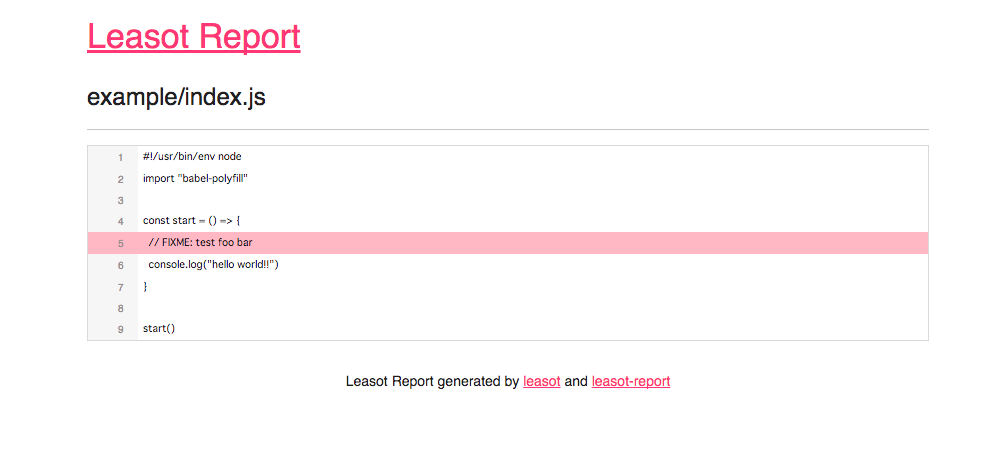 Leasot Report
example/index.js
1 #!/usr/bin/env node
2 import "babel-polyfill"
3
4 const start = () => {
5 // FIXME: test foo bar
6 console.log("hello world!!")
7 }
8
9 start()
Leasot Report generated by leasot and leasot-report